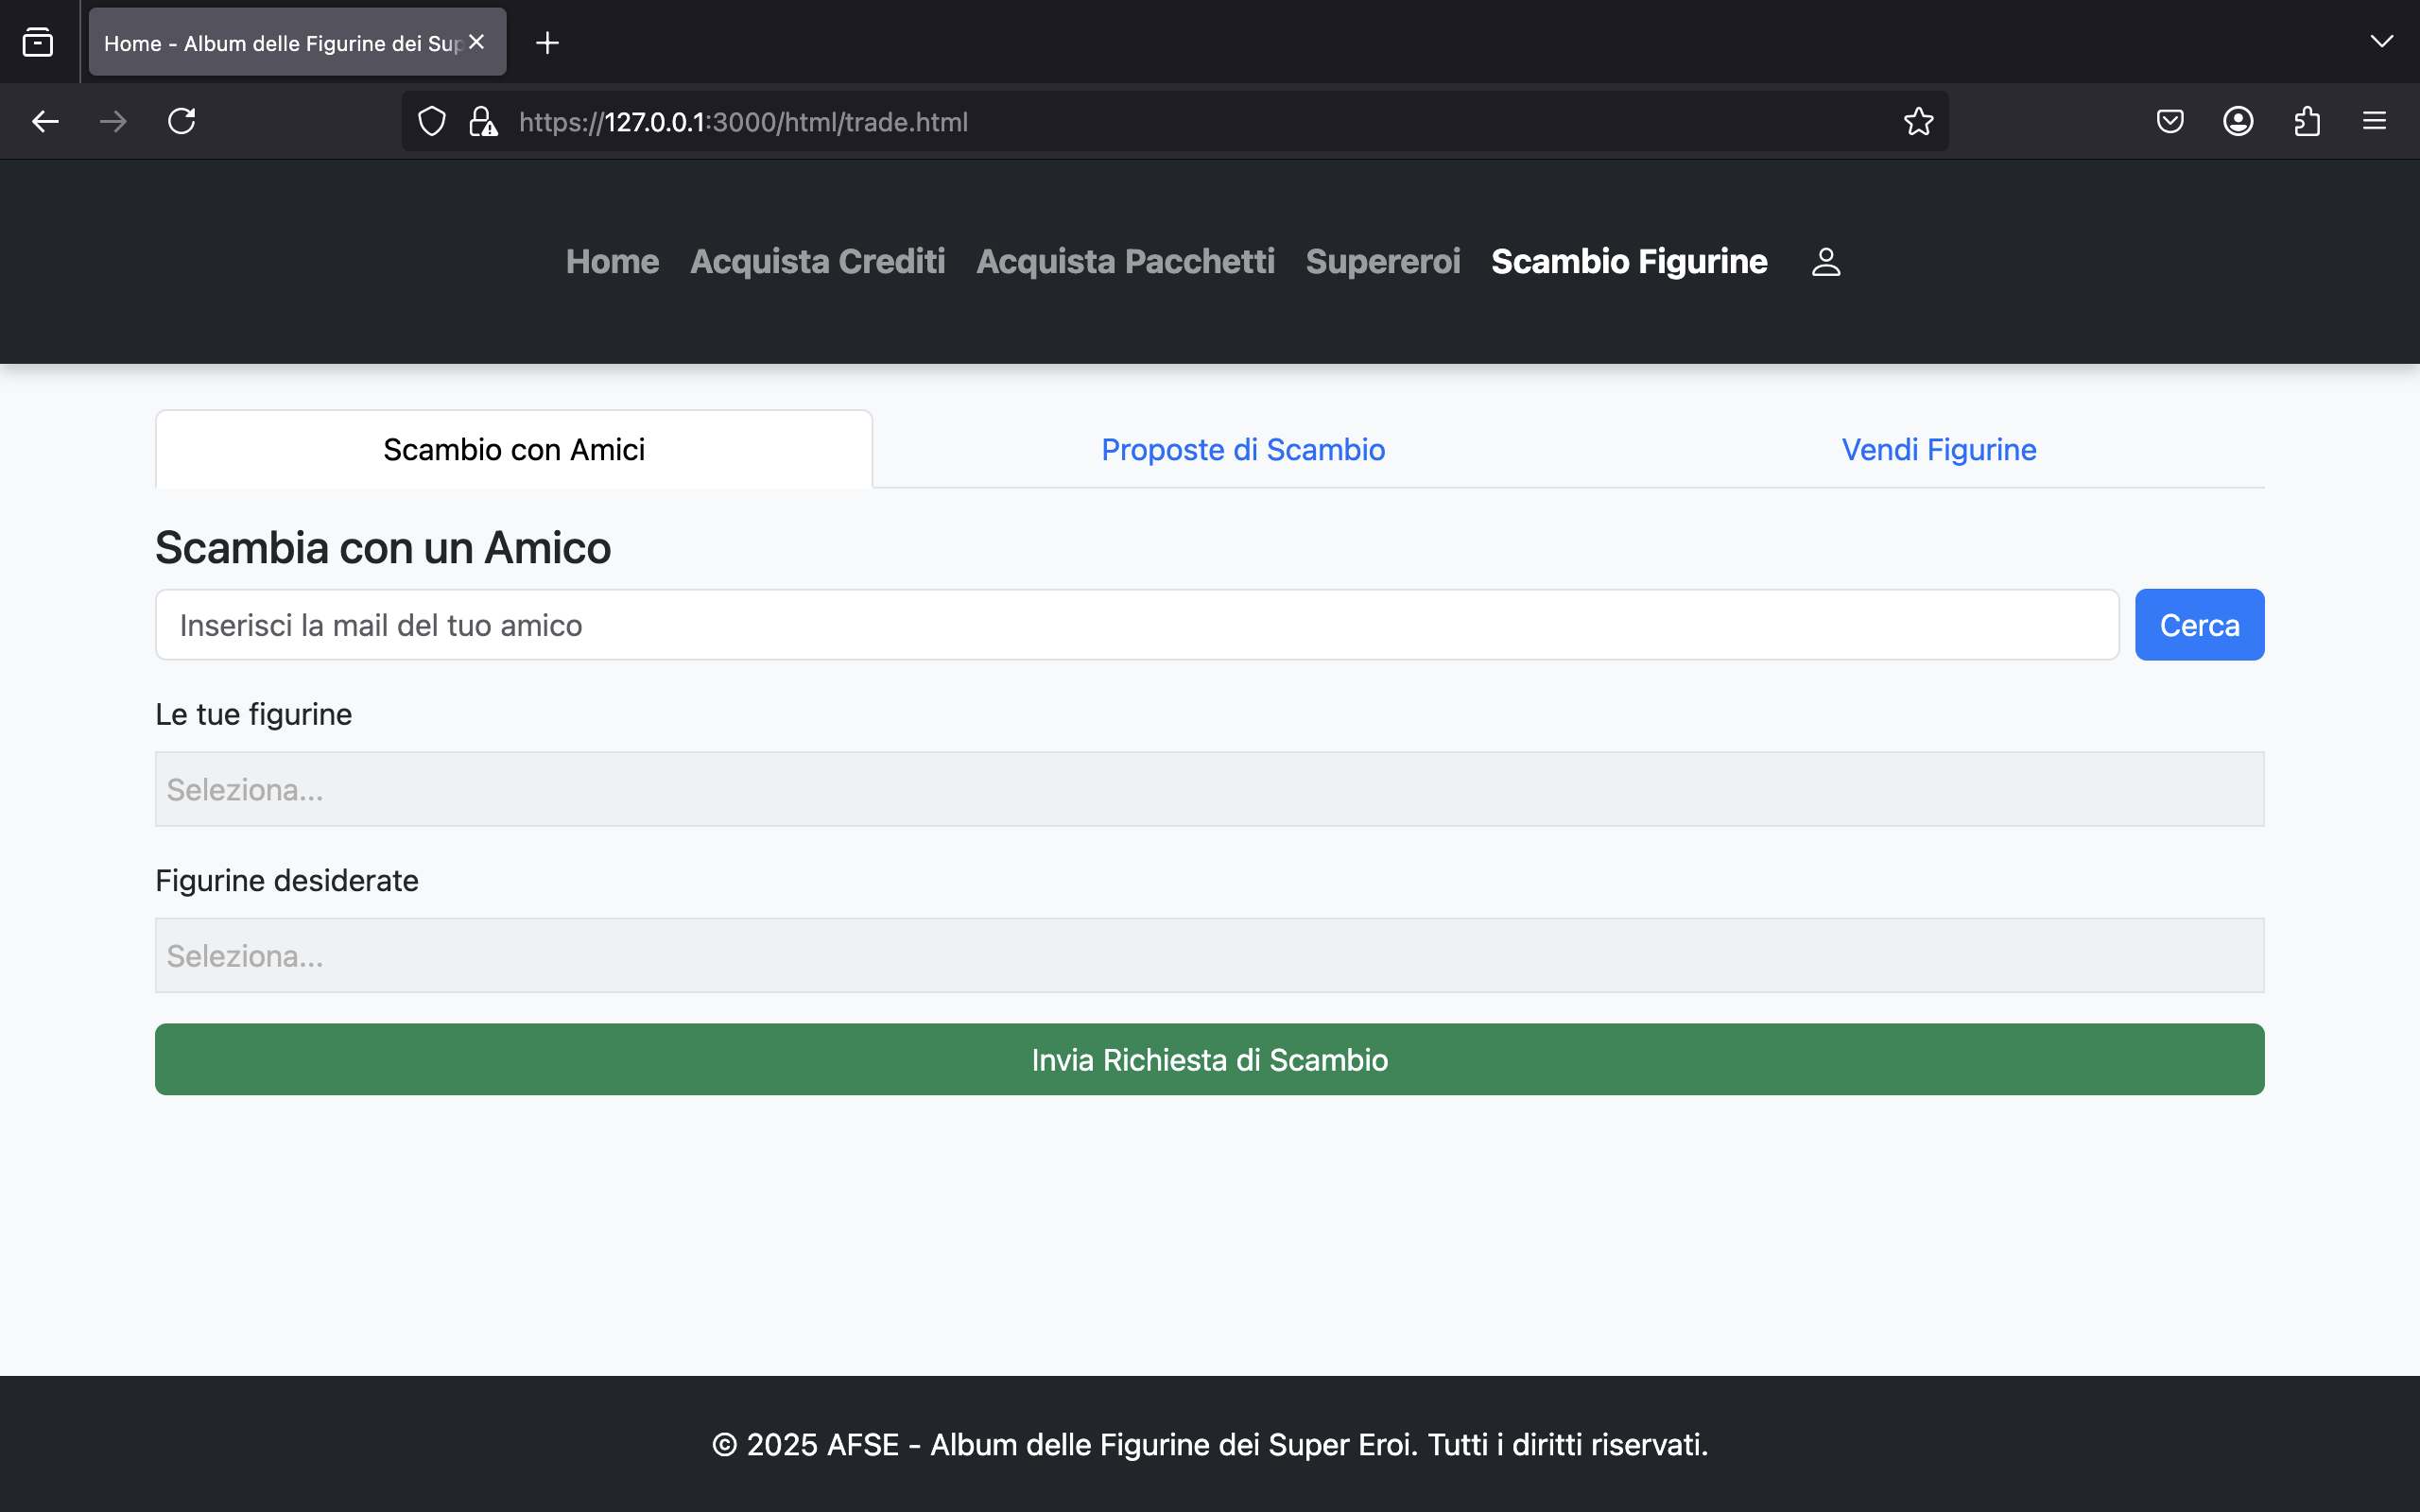 Home - Album delle Figurine dei Sup
https://127.0.0.1:3000/html/trade.html
Home Acquista Crediti Acquista Pacchetti Supereroi Scambio Figurine
Scambio con Amici Proposte di Scambio Vendi Figurine
Scambia con un Amico
Inserisci la mail del tuo amico Cerca
Le tue figurine
Seleziona...
Figurine desiderate
Seleziona...
Invia Richiesta di Scambio
© 2025 AFSE - Album delle Figurine dei Super Eroi. Tutti i diritti riservati.